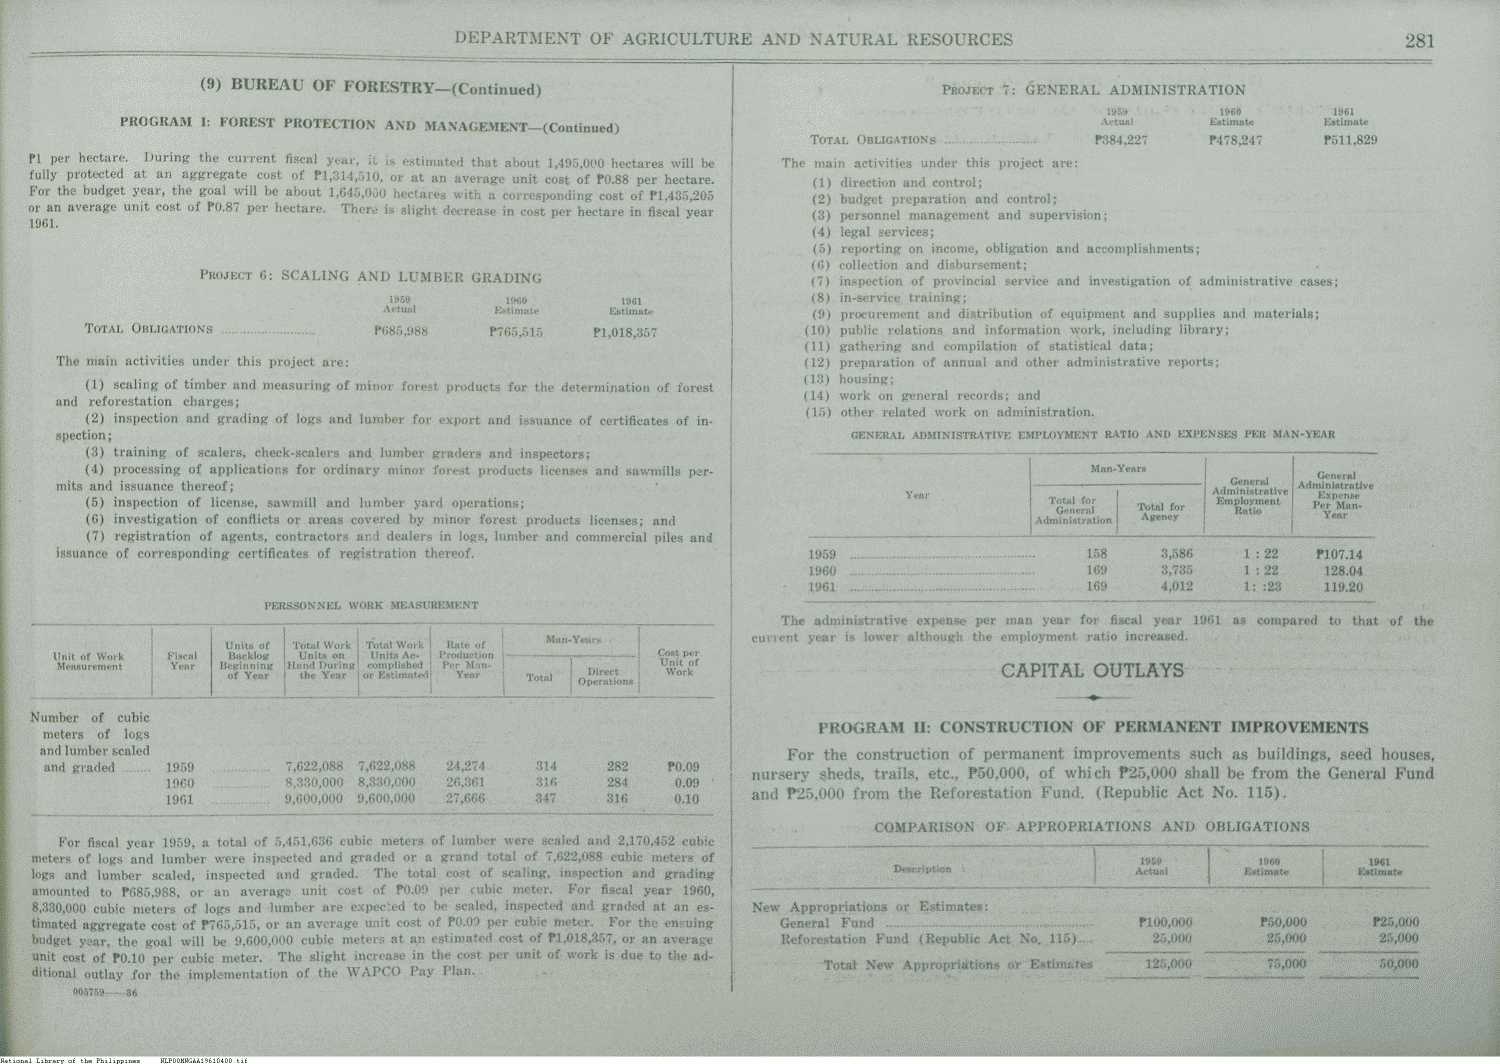 DEPARTMENT OF AGRICULTURE AND NATURAL RESOURCES 281
(9) BUREAU OF FORESTRY—(Continued)
PROGRAM I: FOREST PROTECTION AND MANAGEMENT—(Continued)
₱1 per hectare. During the current fiscal year, it is estimated that about 1,495,000 hectares will be
fully protected at an aggregate cost of ₱1,314,510, or at an average unit cost of ₱0.88 per hectare.
For the budget year, the goal will be about 1,645,000 hectares with a corresponding cost of ₱1,435,205
or an average unit cost of ₱0.87 per hectare. There is slight decrease in cost per hectare in fiscal year
1961.
PROJECT 6: SCALING AND LUMBER GRADING
1959 Actual 1960 Estimate 1961 Estimate
TOTAL OBLIGATIONS ............ ₱685,988 ₱765,515 ₱1,018,357
The main activities under this project are:
(1) scaling of timber and measuring of minor forest products for the determination of forest
and reforestation charges;
(2) inspection and grading of logs and lumber for export and issuance of certificates of in-
spection;
(3) training of scalers, check-scalers and lumber graders and inspectors;
(4) processing of applications for ordinary minor forest products licenses and sawmills per-
mits and issuance thereof;
(5) inspection of license, sawmill and lumber yard operations;
(6) investigation of conflicts or areas covered by minor forest products licenses; and
(7) registration of agents, contractors and dealers in logs, lumber and commercial piles and
issuance of corresponding certificates of registration thereof.
PERSSONNEL WORK MEASUREMENT
Unit of Work Measurement Fiscal Year Units of Backlog Beginning of Year Total Work Units on Hand During the Year Total Work Units Ac- complished or Estimated Rate of Production Per Man- Year Man-Years Total Direct Operations Cost per Unit of Work
Number of cubic
meters of logs
and lumber scaled
and graded ........ 1959 ............ 7,622,088 7,622,088 24,274 314 282 ₱0.09
1960 ............ 8,330,000 8,330,000 26,361 316 284 0.09
1961 ............ 9,600,000 9,600,000 27,666 347 316 0.10
For fiscal year 1959, a total of 5,451,636 cubic meters of lumber were scaled and 2,170,452 cubic
meters of logs and lumber were inspected and graded or a grand total of 7,622,088 cubic meters of
logs and lumber scaled, inspected and graded. The total cost of scaling, inspection and grading
amounted to ₱685,988, or an average unit cost of ₱0.09 per cubic meter. For fiscal year 1960,
8,330,000 cubic meters of logs and lumber are expected to be scaled, inspected and graded at an es-
timated aggregate cost of ₱765,515, or an average unit cost of ₱0.09 per cubic meter. For the ensuing
budget year, the goal will be 9,600,000 cubic meters at an estimated cost of ₱1,018,357, or an average
unit cost of ₱0.10 per cubic meter. The slight increase in the cost per unit of work is due to the ad-
ditional outlay for the implementation of the WAPCO Pay Plan.
005759——36
PROJECT 7: GENERAL ADMINISTRATION
1959 Actual 1960 Estimate 1961 Estimate
TOTAL OBLIGATIONS ............ ₱384,227 ₱478,247 ₱511,829
The main activities under this project are:
(1) direction and control;
(2) budget preparation and control;
(3) personnel management and supervision;
(4) legal services;
(5) reporting on income, obligation and accomplishments;
(6) collection and disbursement;
(7) inspection of provincial service and investigation of administrative cases;
(8) in-service training;
(9) procurement and distribution of equipment and supplies and materials;
(10) public relations and information work, including library;
(11) gathering and compilation of statistical data;
(12) preparation of annual and other administrative reports;
(13) housing;
(14) work on general records; and
(15) other related work on administration.
GENERAL ADMINISTRATIVE EMPLOYMENT RATIO AND EXPENSES PER MAN-YEAR
Year Man-Years Total for General Administration Total for Agency General Administrative Employment Ratio General Administrative Expense Per Man- Year
1959 ............ 158 3,586 1 : 22 ₱107.14
1960 ............ 169 3,735 1 : 22 128.04
1961 ............ 169 4,012 1: :23 119.20
The administrative expense per man year for fiscal year 1961 as compared to that of the
current year is lower although the employment ratio increased.
CAPITAL OUTLAYS
PROGRAM II: CONSTRUCTION OF PERMANENT IMPROVEMENTS
For the construction of permanent improvements such as buildings, seed houses,
nursery sheds, trails, etc., ₱50,000, of which ₱25,000 shall be from the General Fund
and ₱25,000 from the Reforestation Fund. (Republic Act No. 115).
COMPARISON OF APPROPRIATIONS AND OBLIGATIONS
Description 1959 Actual 1960 Estimate 1961 Estimate
New Appropriations or Estimates:
General Fund ............ ₱100,000 ₱50,000 ₱25,000
Reforestation Fund (Republic Act No. 115).... 25,000 25,000 25,000
Total New Appropriations or Estimates 125,000 75,000 50,000
National Library of the Philippines NLP00MNGAA19610400.tif